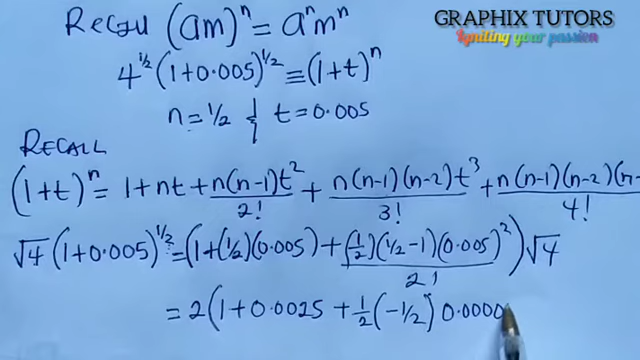 GRAPHIX TUTORS
Igniting your passion
Recall (am)^n = a^n m^n
4^½ (1+0.005)^1/2 ≡ (1+t)^n
n = ½ { t = 0.005
RECALL
(1+t)^n = 1 + nt + n(n-1)t²/2! + n(n-1)(n-2)t³/3! + n(n-1)(n-2)(n-/4!
√4 (1+0.005)^1/2 = (1+(½)(0.005) + (½)(½-1)(0.005)²/2!)√4
= 2(1+0.0025 + ½(-½) 0.0000